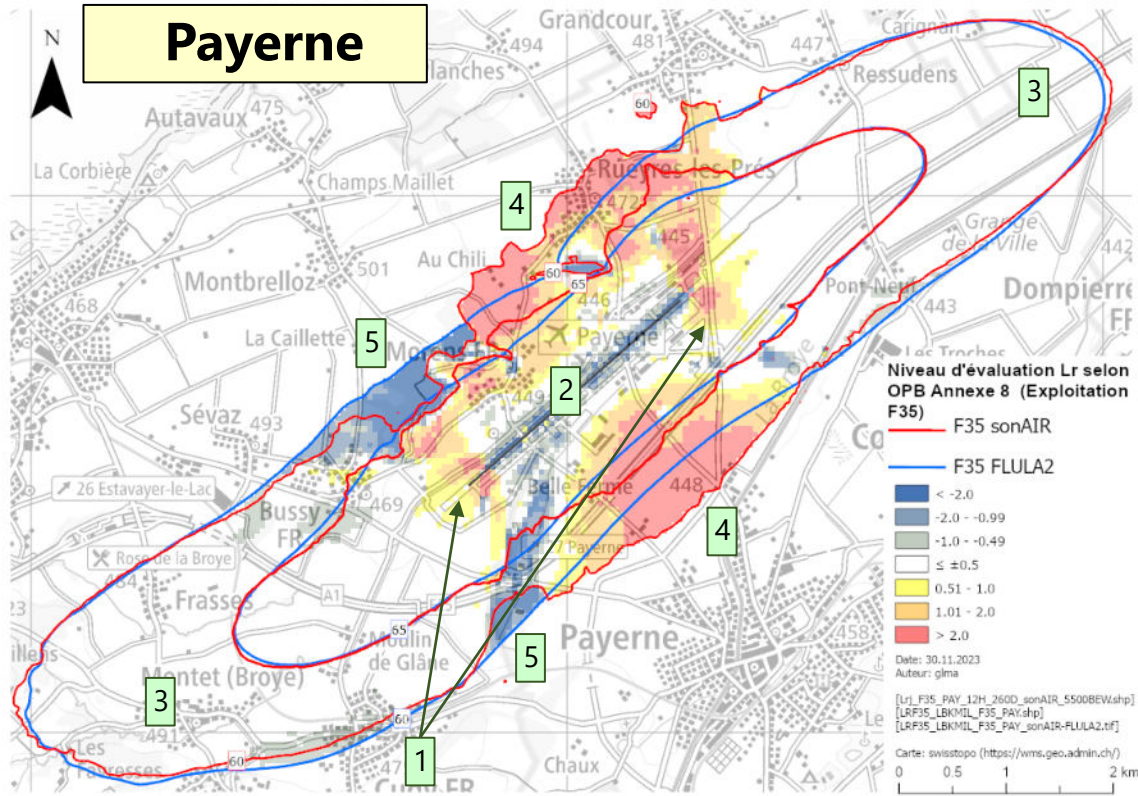 Payerne
N
Grandcour
Carignan
494
481
447
Ressudens
3
475
Autavaux
60
La Corbière
Champs Maillet
Rueyres-les-Prés
4
472
Grange
de la Ville
445
442
Au Chili
501
60
65
Montbrelloz
446
Pont-Neuf
443
Dompierre
FR
468
La Caillette
5
Payerne
Les Troches
2
449
Sévaz
493
Niveau d'évaluation Lr selon
OPB Annexe 8 (Exploitation
F35)
F35 sonAIR
F35 FLULA2
26 Estavayer-le-Lac
469
Belle Ferme
448
< -2.0
-2.0 - -0.99
-1.0 - -0.49
≤ ±0.5
0.51 - 1.0
1.01 - 2.0
> 2.0
Bussy
FR
4
Rose de la Broye
Payerne
Frasses
A1
65
Moulin
de Glâne
Payerne
458
5
Date: 30.11.2023
Auteur: glma
3
Montet (Broye)
[Lrj_F35_PAY_12H_260D_sonAIR_5500BEW.shp]
[LRF35_LBKMIL_F35_PAY.shp]
[LRF35_LBKMIL_F35_PAY_sonAIR-FLULA2.tif]
491
60
Les
60
1
Chaux
Carte: swisstopo (https://wms.geo.admin.ch/)
0 0.5 1 2 km